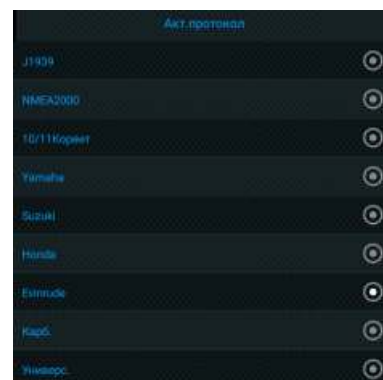 Акт.протокол
J1939
NMEA2000
10/11Корвет
Yamaha
Suzuki
Honda
Evinrude
Карб.
Универс.